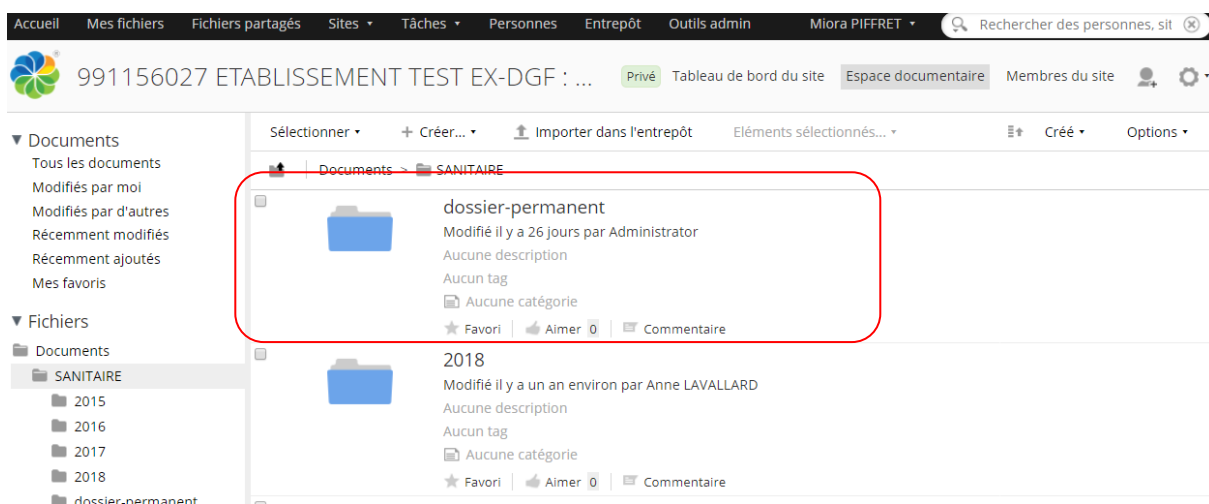 Accueil Mes fichiers Fichiers partagés Sites Tâches Personnes Entrepôt Outils admin Miora PIFFRET Rechercher des personnes, sit
991156027 ETABLISSEMENT TEST EX-DGF : ... Privé Tableau de bord du site Espace documentaire Membres du site
Documents
Tous les documents
Modifiés par moi
Modifiés par d'autres
Récemment modifiés
Récemment ajoutés
Mes favoris
Fichiers
Documents
SANITAIRE
2015
2016
2017
2018
dossier-permanent
Sélectionner + Créer... Importer dans l'entrepôt Eléments sélectionnés... Créé Options
Documents > SANITAIRE
dossier-permanent
Modifié il y a 26 jours par Administrator
Aucune description
Aucun tag
Aucune catégorie
Favori Aimer 0 Commentaire
2018
Modifié il y a un an environ par Anne LAVALLARD
Aucune description
Aucun tag
Aucune catégorie
Favori Aimer 0 Commentaire